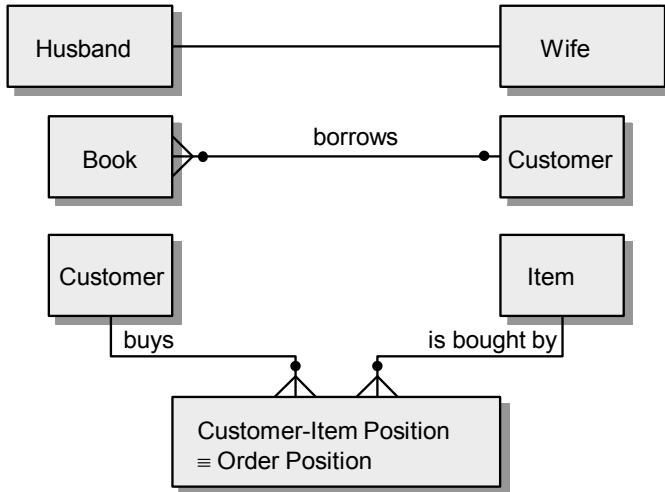 Husband
Wife
borrows
Book
Customer
Customer
Item
buys
is bought by
Customer-Item Position
≡ Order Position